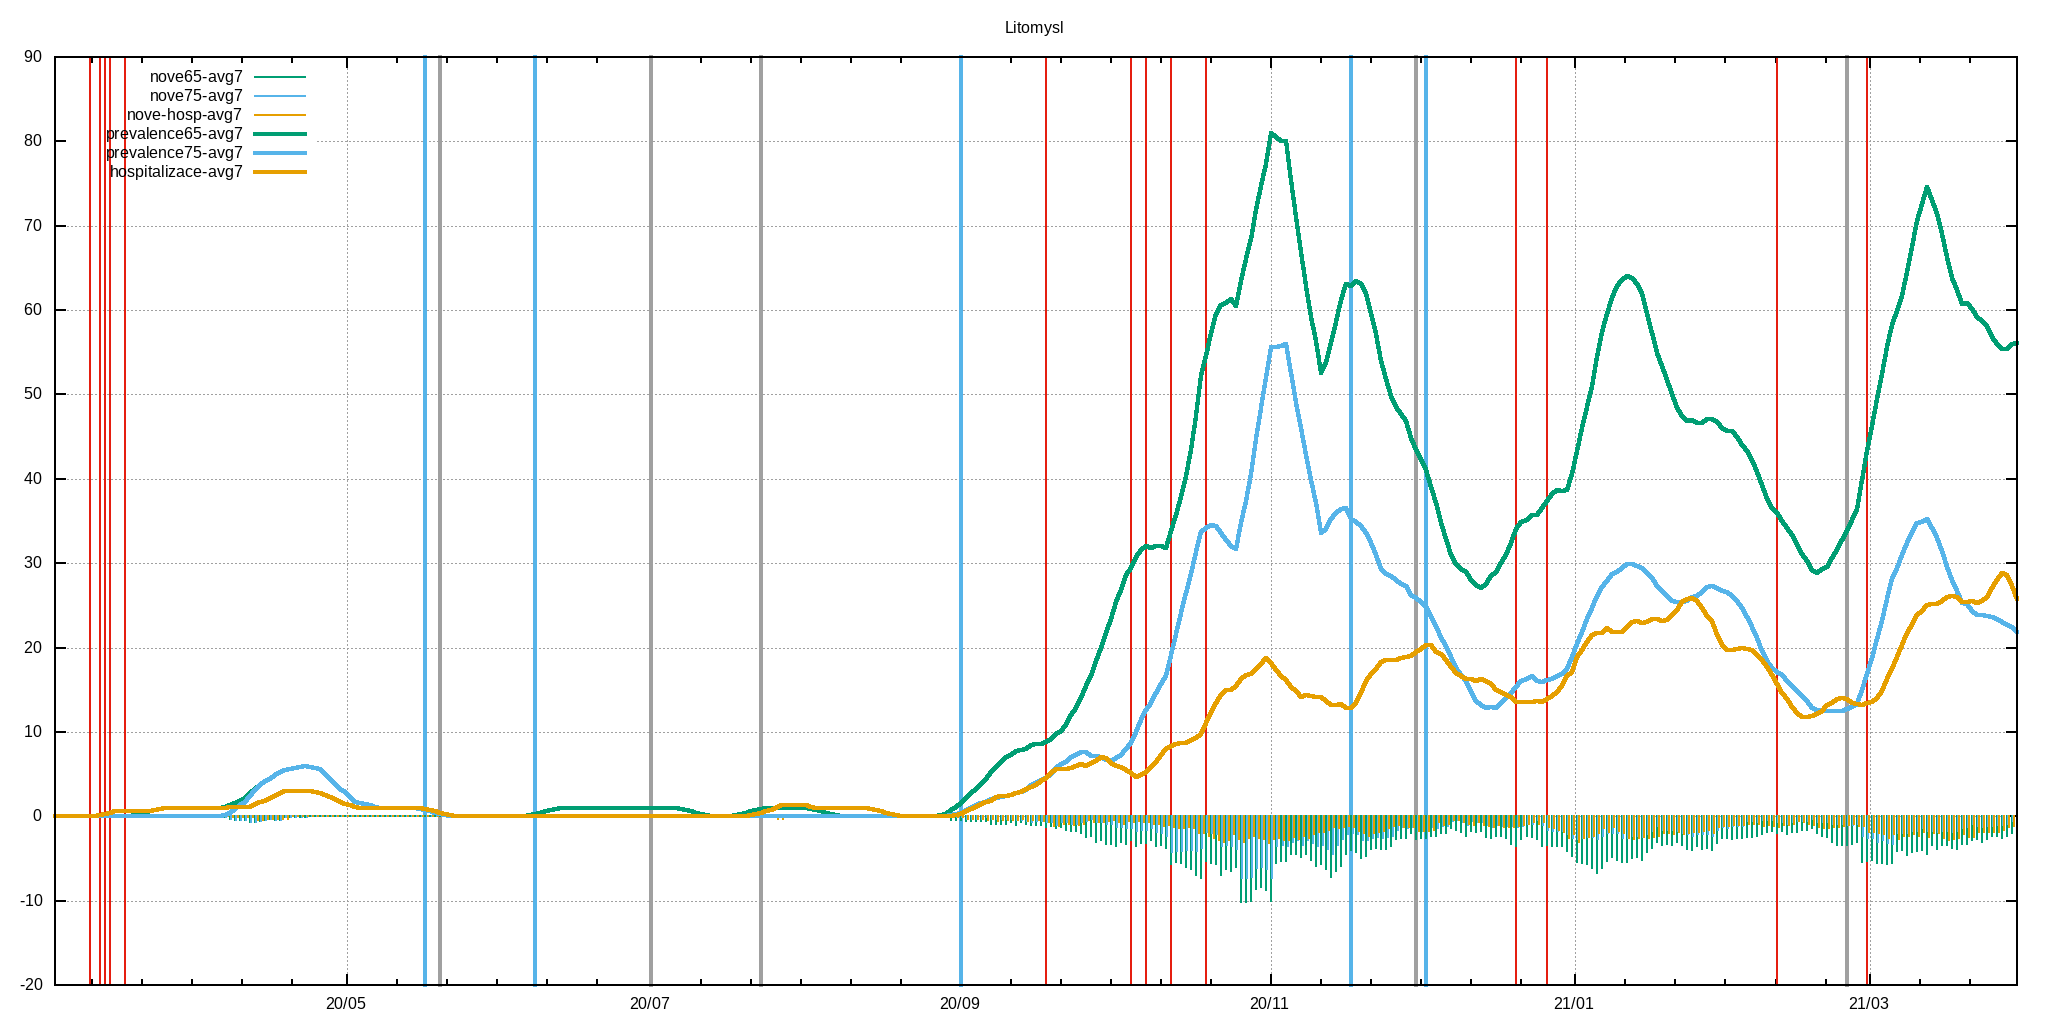 Litomysl
90
nove65-avg7
nove75-avg7
nove-hosp-avg7
prevalence65-avg7
prevalence75-avg7
hospitalizace-avg7
80
70
60
50
40
30
20
10
0
-10
-20
20/05 20/07 20/09 20/11 21/01 21/03